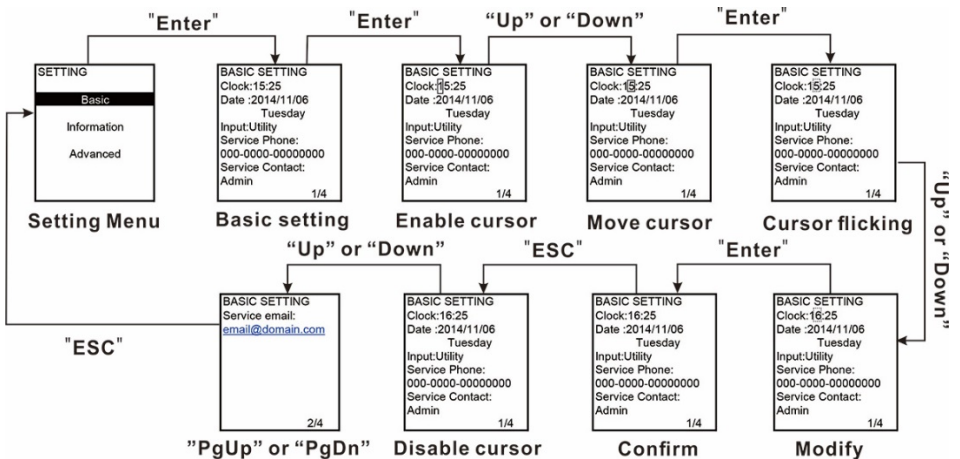 "Enter"
"Enter"
“Up” or “Down”
"Enter"
SETTING
Basic
Information
Advanced
Setting Menu
BASIC SETTING
Clock:15:25
Date :2014/11/06
Tuesday
Input:Utility
Service Phone:
000-0000-00000000
Service Contact:
Admin
1/4
Basic setting
BASIC SETTING
Clock:15:25
Date :2014/11/06
Tuesday
Input:Utility
Service Phone:
000-0000-00000000
Service Contact:
Admin
1/4
Enable cursor
BASIC SETTING
Clock:15:25
Date :2014/11/06
Tuesday
Input:Utility
Service Phone:
000-0000-00000000
Service Contact:
Admin
1/4
Move cursor
BASIC SETTING
Clock:15:25
Date :2014/11/06
Tuesday
Input:Utility
Service Phone:
000-0000-00000000
Service Contact:
Admin
1/4
Cursor flicking
“Up” or “Down”
“Up” or “Down”
"ESC"
"Enter"
"ESC"
BASIC SETTING
Service email:
email@domain.com
2/4
”PgUp” or “PgDn”
BASIC SETTING
Clock:16:25
Date :2014/11/06
Tuesday
Input:Utility
Service Phone:
000-0000-00000000
Service Contact:
Admin
1/4
Disable cursor
BASIC SETTING
Clock:16:25
Date :2014/11/06
Tuesday
Input:Utility
Service Phone:
000-0000-00000000
Service Contact:
Admin
1/4
Confirm
BASIC SETTING
Clock:16:25
Date :2014/11/06
Tuesday
Input:Utility
Service Phone:
000-0000-00000000
Service Contact:
Admin
1/4
Modify